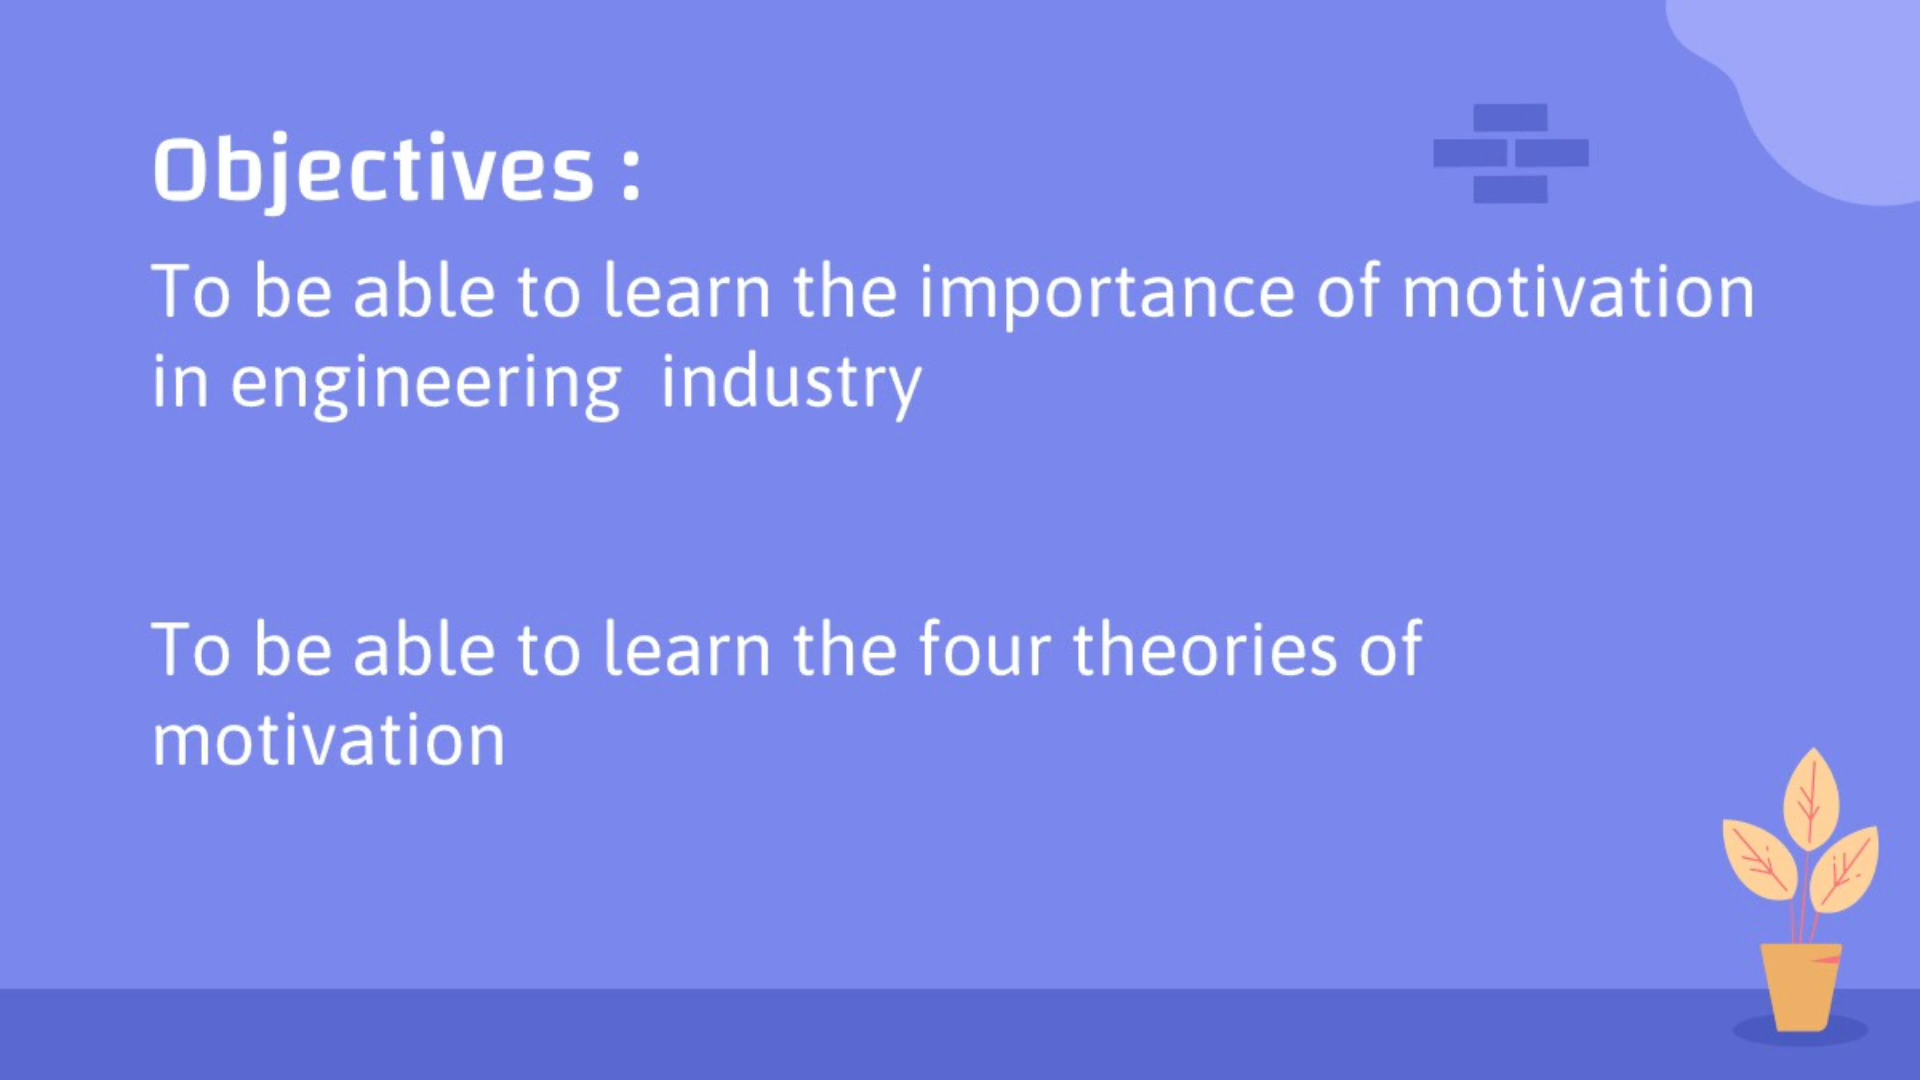 Objectives :
To be able to learn the importance of motivation
in engineering  industry
To be able to learn the four theories of
motivation